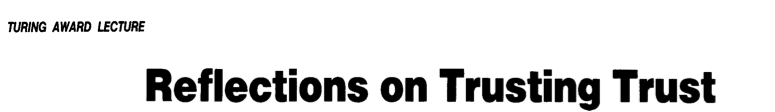 TURING AWARD LECTURE
Reflections on Trusting Trust